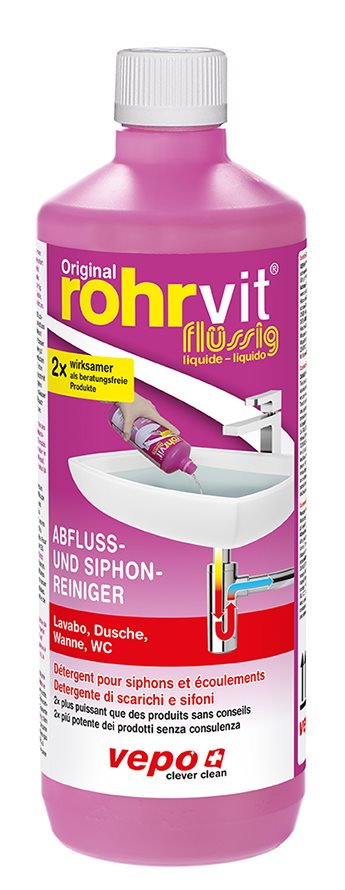 Original
rohrvit®
flüssig
liquide – liquido
2x wirksamer
als beratungsfreie
Produkte
ABFLUSS-
UND SIPHON-
REINIGER
Lavabo, Dusche,
Wanne, WC
Détergent pour siphons et écoulements
Detergente di scarichi e sifoni
2x plus puissant que des produits sans conseils
2x più potente dei prodotti senza consulenza
vepo
clever clean